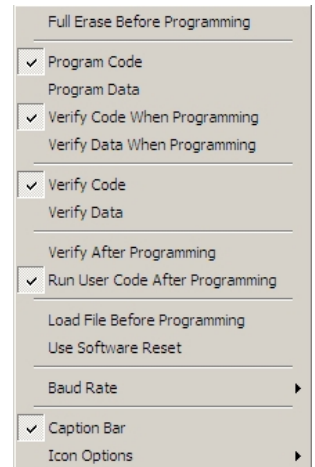 Full Erase Before Programming
Program Code
Program Data
Verify Code When Programming
Verify Data When Programming
Verify Code
Verify Data
Verify After Programming
Run User Code After Programming
Load File Before Programming
Use Software Reset
Baud Rate
Caption Bar
Icon Options